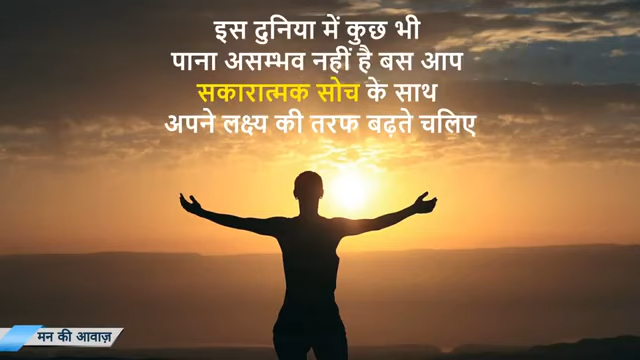 इस दुनिया में कुछ भी
पाना असम्भव नहीं है बस आप
सकारात्मक सोच के साथ
अपने लक्ष्य की तरफ बढ़ते चलिए
मन की आवाज़